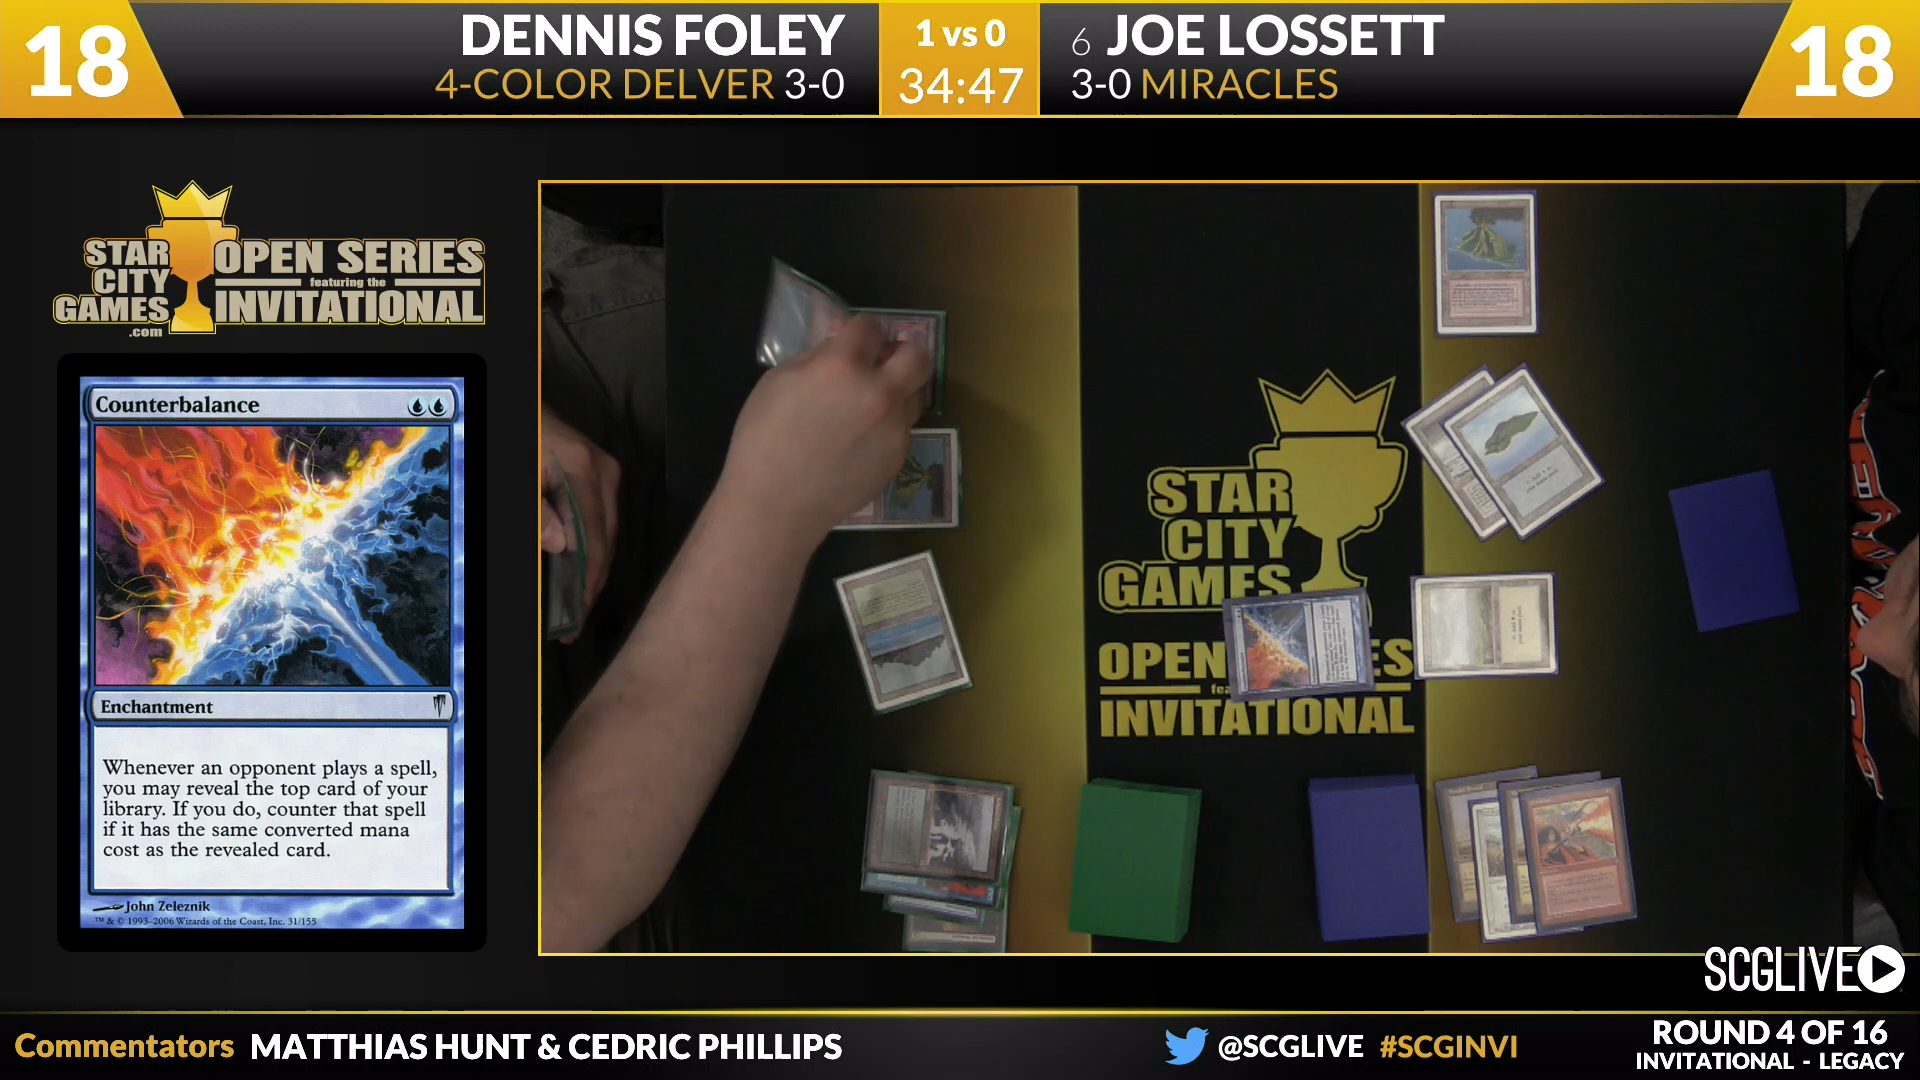 18
DENNIS FOLEY
4-COLOR DELVER 3-0
1 vs 0
34:47
6 JOE LOSSETT
3-0 MIRACLES
18
STAR CITY GAMES .com
OPEN SERIES
featuring the
INVITATIONAL
Counterbalance
Enchantment
Whenever an opponent plays a spell,
you may reveal the top card of your
library. If you do, counter that spell
if it has the same converted mana
cost as the revealed card.
John Zeleznik
™ & © 1993–2006 Wizards of the Coast, Inc. 31/155
STAR
CITY
GAMES
OPEN ES
fea
INVITATIONAL
SCGLIVE
Commentators MATTHIAS HUNT & CEDRIC PHILLIPS
@SCGLIVE #SCGINVI
ROUND 4 OF 16
INVITATIONAL - LEGACY